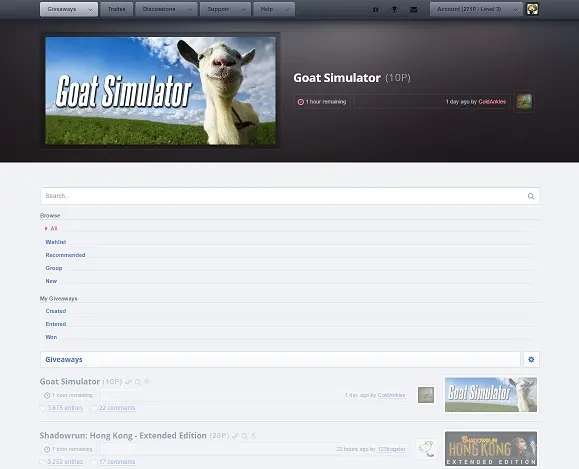 Giveaways Trades Discussions Support Help Account (271P / Level 3)
Goat Simulator
Goat Simulator (10P)
1 hour remaining 1 day ago by ColdAnkles
Search...
Browse
All
Wishlist
Recommended
Group
New
My Giveaways
Created
Entered
Won
Giveaways
Goat Simulator (10P)
1 hour remaining 1 day ago by ColdAnkles
3,675 entries 22 comments
Goat Simulator
Shadowrun: Hong Kong - Extended Edition (20P)
1 hour remaining 22 hours ago by
3,252 entries 17 comments
SHADOWRUN
HONG KONG
EXTENDED EDITION